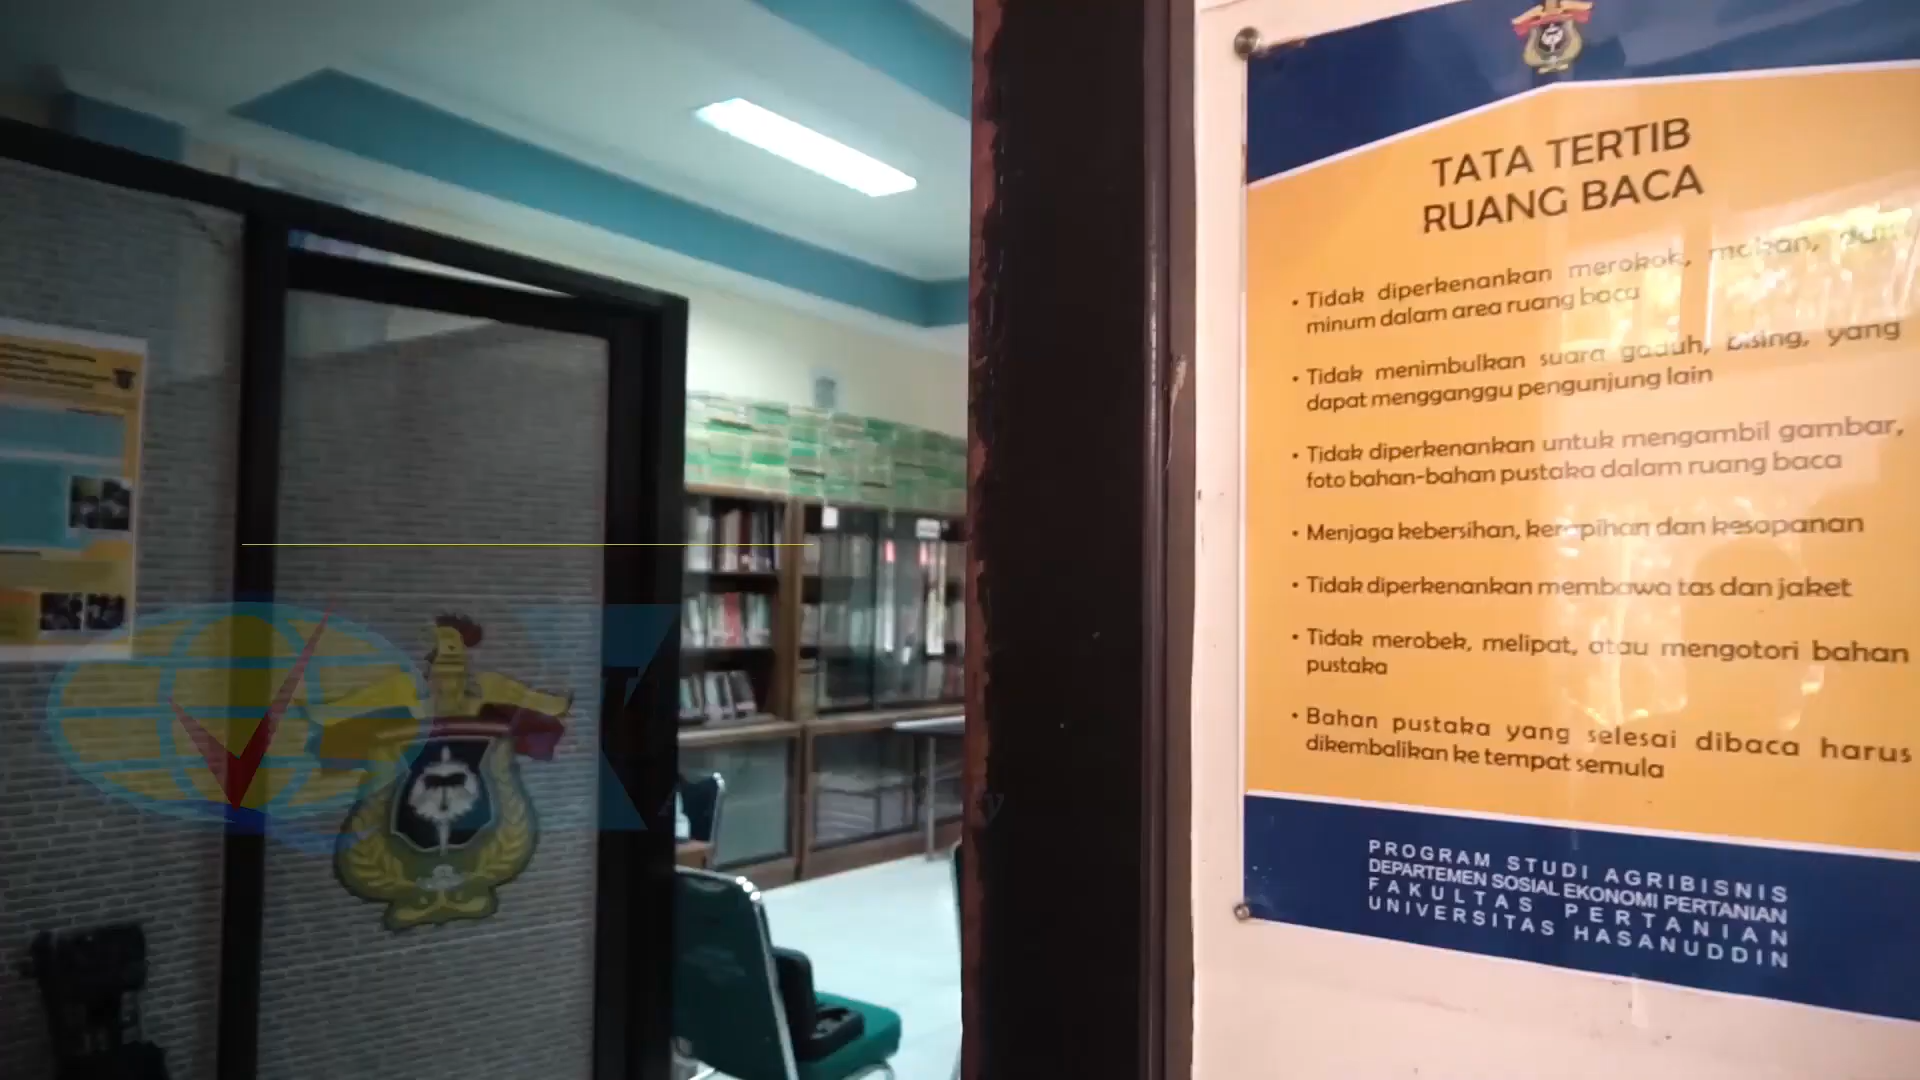 TATA TERTIB
RUANG BACA
• Tidak diperkenankan merokok, makan, dan
minum dalam area ruang baca
• Tidak menimbulkan suara gaduh, bising, yang
dapat mengganggu pengunjung lain
• Tidak diperkenankan untuk mengambil gambar,
foto bahan-bahan pustaka dalam ruang baca
• Menjaga kebersihan, kerapihan dan kesopanan
• Tidak diperkenankan membawa tas dan jaket
• Tidak merobek, melipat, atau mengotori bahan
pustaka
• Bahan pustaka yang selesai dibaca harus
dikembalikan ke tempat semula
PROGRAM STUDI AGRIBISNIS
DEPARTEMEN SOSIAL EKONOMI PERTANIAN
FAKULTAS PERTANIAN
UNIVERSITAS HASANUDDIN